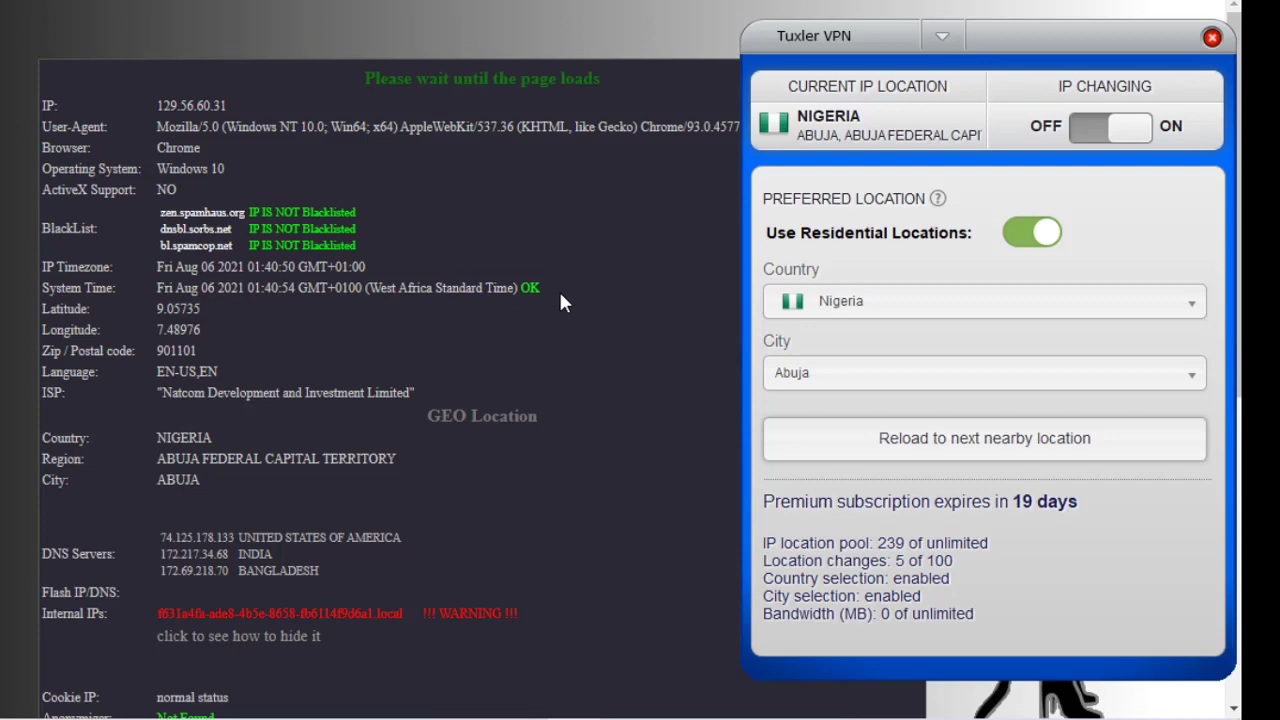 Please wait until the page loads
IP: 129.56.60.31
User-Agent: Mozilla/5.0 (Windows NT 10.0; Win64; x64) AppleWebKit/537.36 (KHTML, like Gecko) Chrome/93.0.4577
Browser: Chrome
Operating System: Windows 10
ActiveX Support: NO
BlackList:
zen.spamhaus.org IP IS NOT Blacklisted
dnsbl.sorbs.net IP IS NOT Blacklisted
bl.spamcop.net IP IS NOT Blacklisted
IP Timezone: Fri Aug 06 2021 01:40:50 GMT+01:00
System Time: Fri Aug 06 2021 01:40:54 GMT+0100 (West Africa Standard Time) OK
Latitude: 9.05735
Longitude: 7.48976
Zip / Postal code: 901101
Language: EN-US,EN
ISP: "Natcom Development and Investment Limited"
GEO Location
Country: NIGERIA
Region: ABUJA FEDERAL CAPITAL TERRITORY
City: ABUJA
DNS Servers:
74.125.178.133 UNITED STATES OF AMERICA
172.217.34.68 INDIA
172.69.218.70 BANGLADESH
Flash IP/DNS:
Internal IPs: f631a4fa-ade8-4b5e-8658-fb6114f9d6a1.local !!! WARNING !!!
click to see how to hide it
Cookie IP: normal status
Anonymizer: Not Found
Tuxler VPN
CURRENT IP LOCATION
IP CHANGING
NIGERIA
ABUJA, ABUJA FEDERAL CAPI
OFF ON
PREFERRED LOCATION ?
Use Residential Locations:
Country
Nigeria
City
Abuja
Reload to next nearby location
Premium subscription expires in 19 days
IP location pool: 239 of unlimited
Location changes: 5 of 100
Country selection: enabled
City selection: enabled
Bandwidth (MB): 0 of unlimited